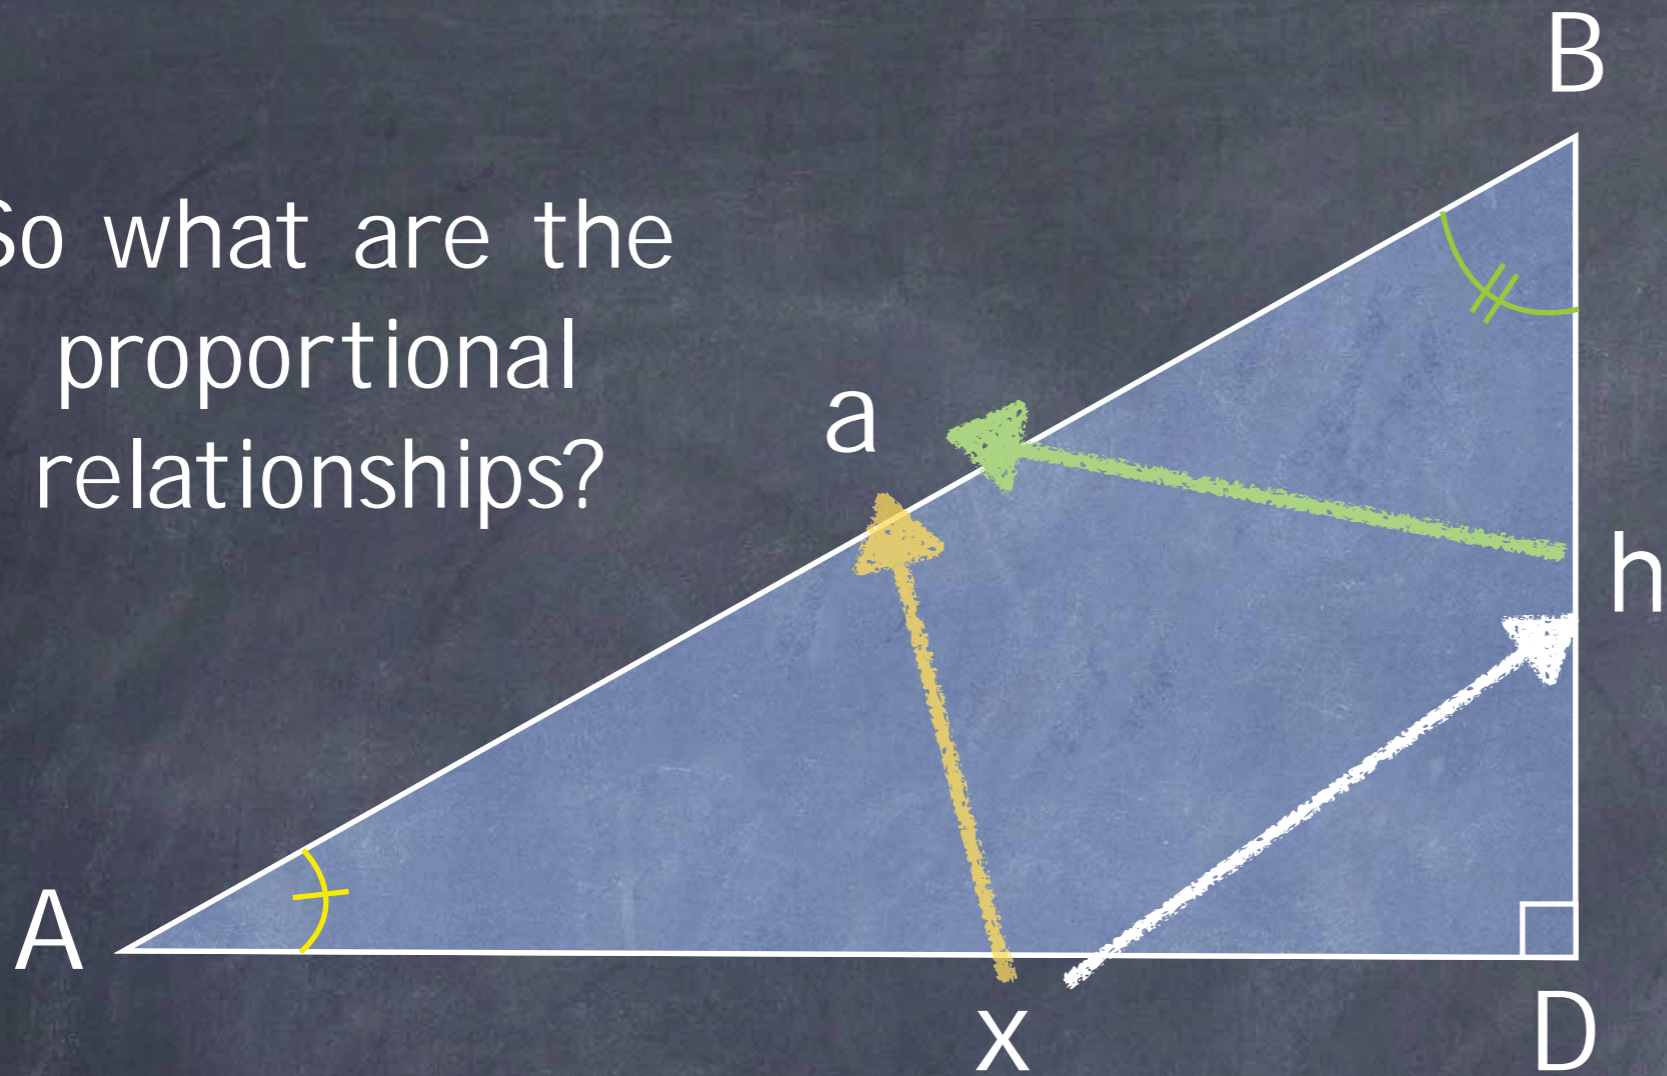 B
So what are the
proportional
relationships?
a
h
A
x
D